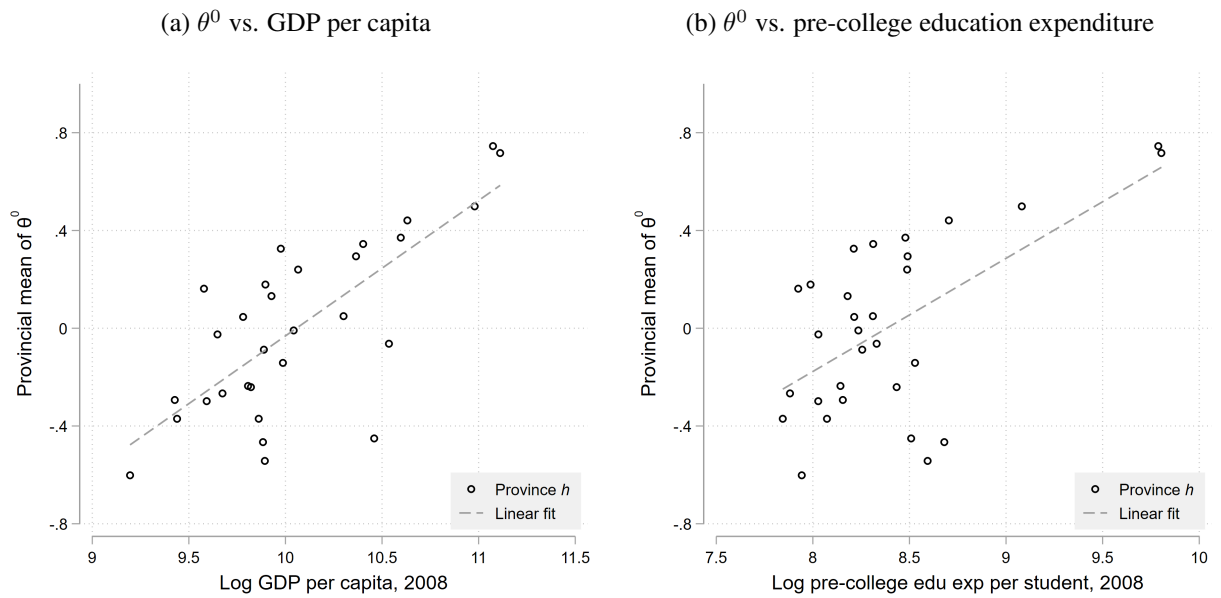 (a) θ⁰ vs. GDP per capita
Provincial mean of θ⁰
.8
.4
0
-.4
-.8
9
9.5
10
10.5
11
11.5
Log GDP per capita, 2008
Province h
Linear fit
(b) θ⁰ vs. pre-college education expenditure
Provincial mean of θ⁰
.8
.4
0
-.4
-.8
7.5
8
8.5
9
9.5
10
Log pre-college edu exp per student, 2008
Province h
Linear fit